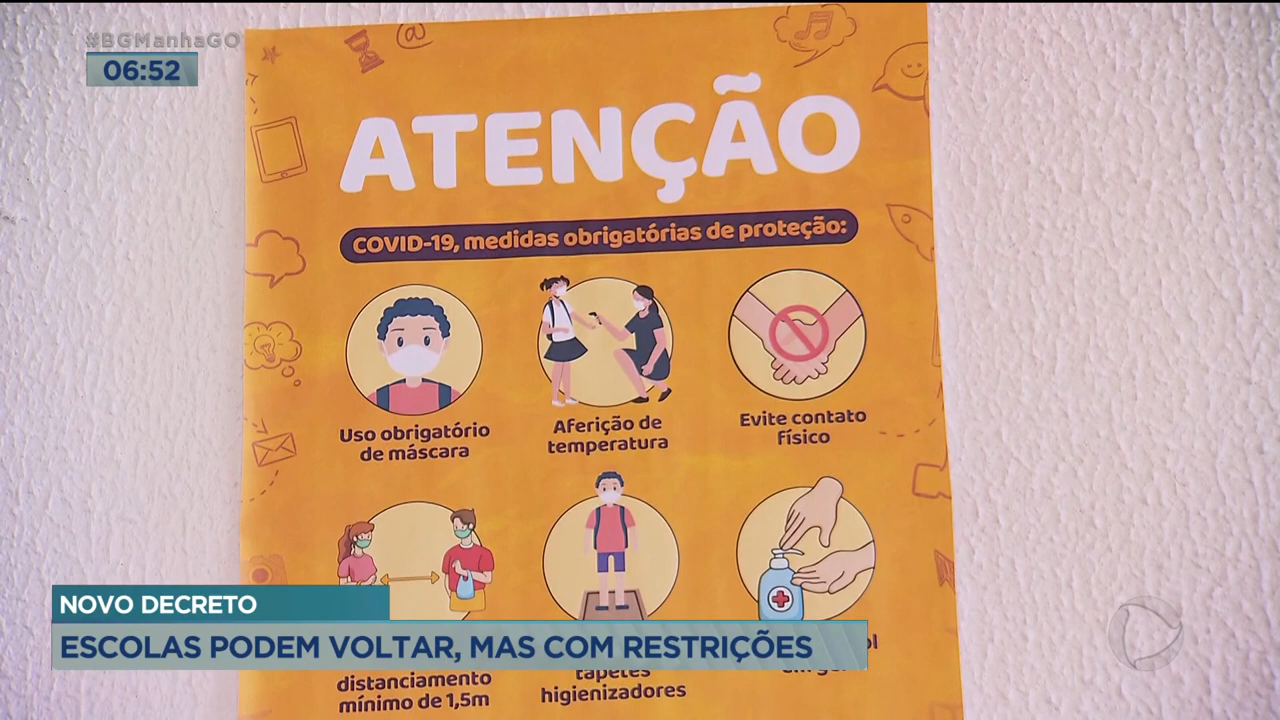 #BGManhaGO
06:52
ATENÇÃO
COVID-19, medidas obrigatórias de proteção:
Uso obrigatório
de máscara
Aferição de
temperatura
Evite contato
físico
NOVO DECRETO
ESCOLAS PODEM VOLTAR, MAS COM RESTRIÇÕES
distanciamento
mínimo de 1,5m
tapetes
higienizadores